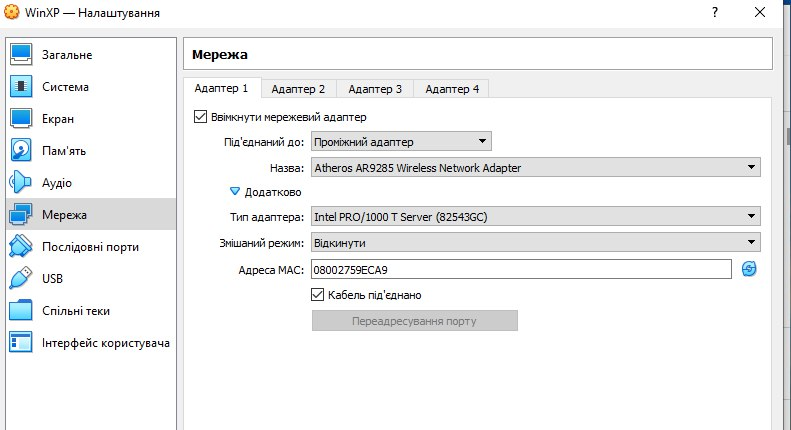 WinXP — Налаштування
?
Загальне
Система
Екран
Пам'ять
Аудіо
Мережа
Послідовні порти
USB
Спільні теки
Інтерфейс користувача
Мережа
Адаптер 1 Адаптер 2 Адаптер 3 Адаптер 4
Ввімкнути мережевий адаптер
Під'єднаний до: Проміжний адаптер
Назва: Atheros AR9285 Wireless Network Adapter
Додатково
Тип адаптера: Intel PRO/1000 T Server (82543GC)
Змішаний режим: Відкинути
Адреса MAC: 08002759ECA9
Кабель під'єднано
Переадресування порту